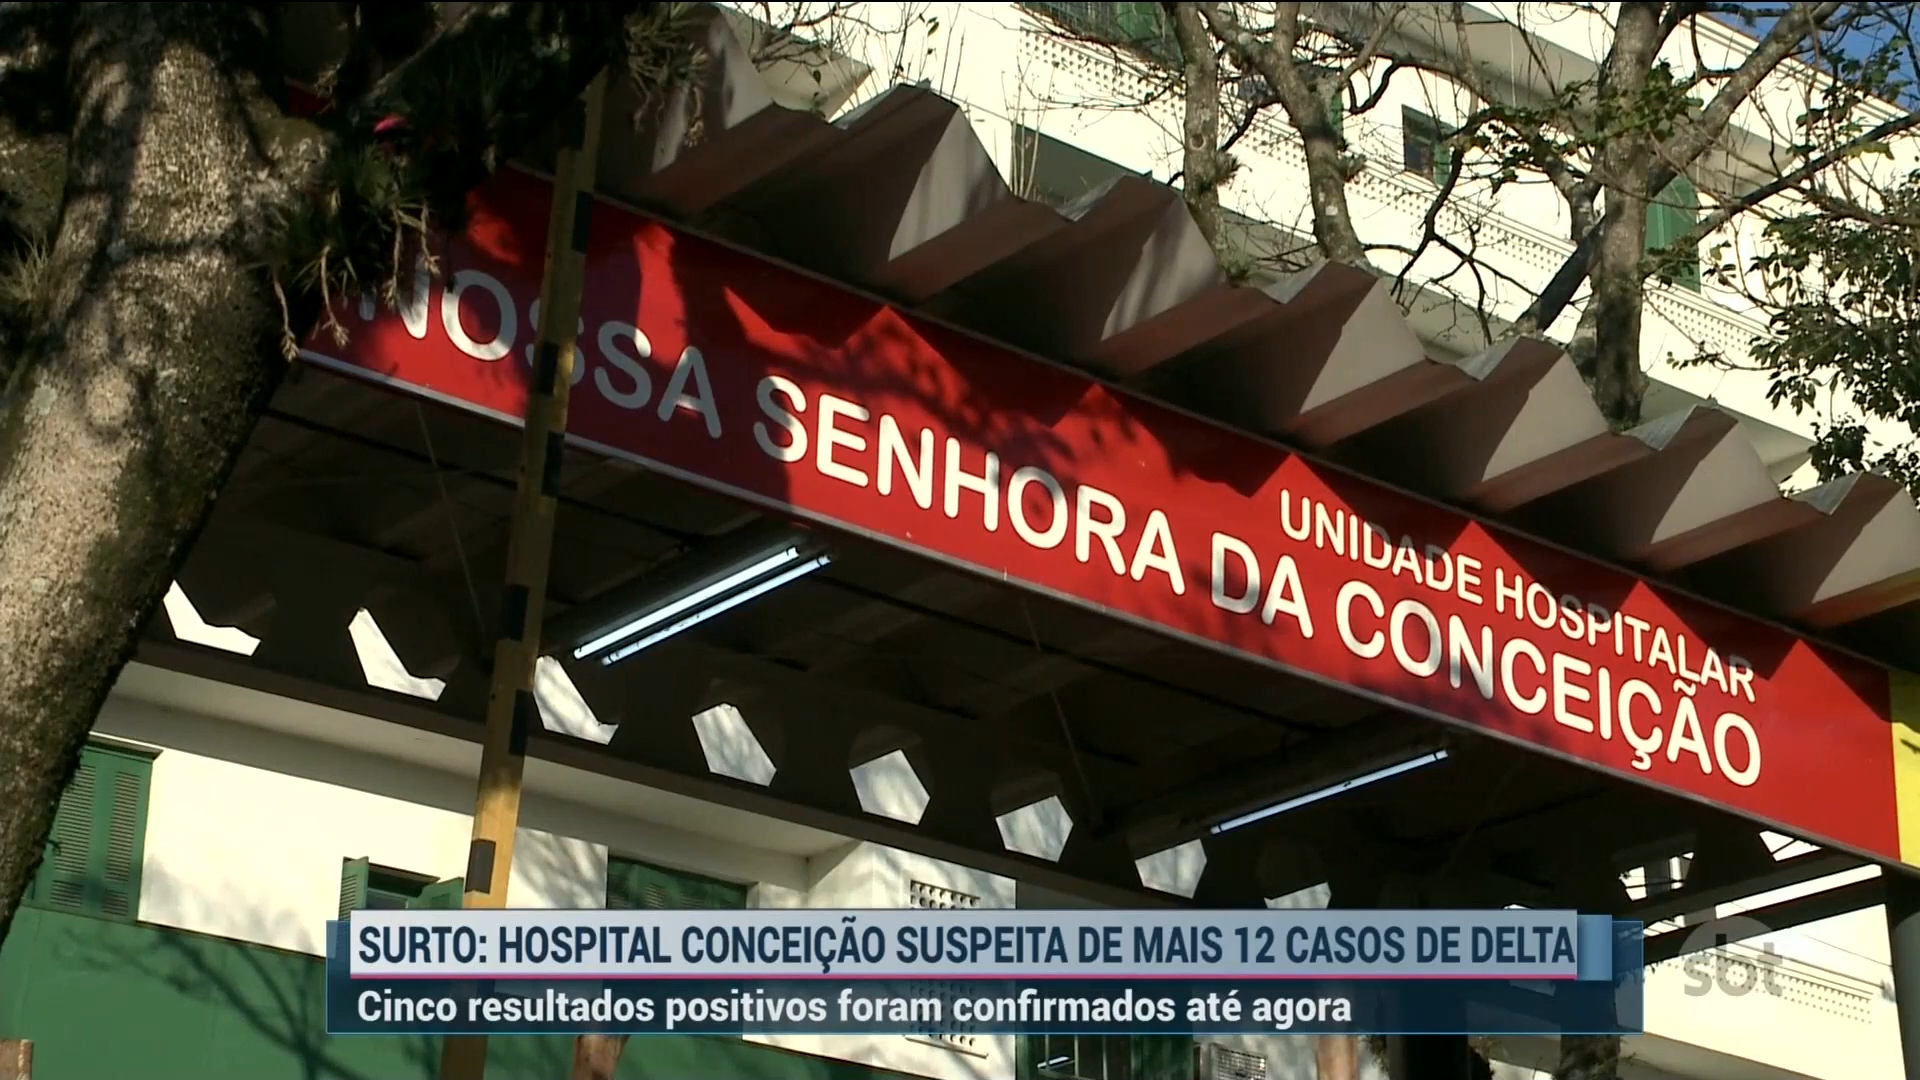 NOSSA SENHORA DA CONCEIÇÃO
UNIDADE HOSPITALAR
SURTO: HOSPITAL CONCEIÇÃO SUSPEITA DE MAIS 12 CASOS DE DELTA
Cinco resultados positivos foram confirmados até agora
sbt